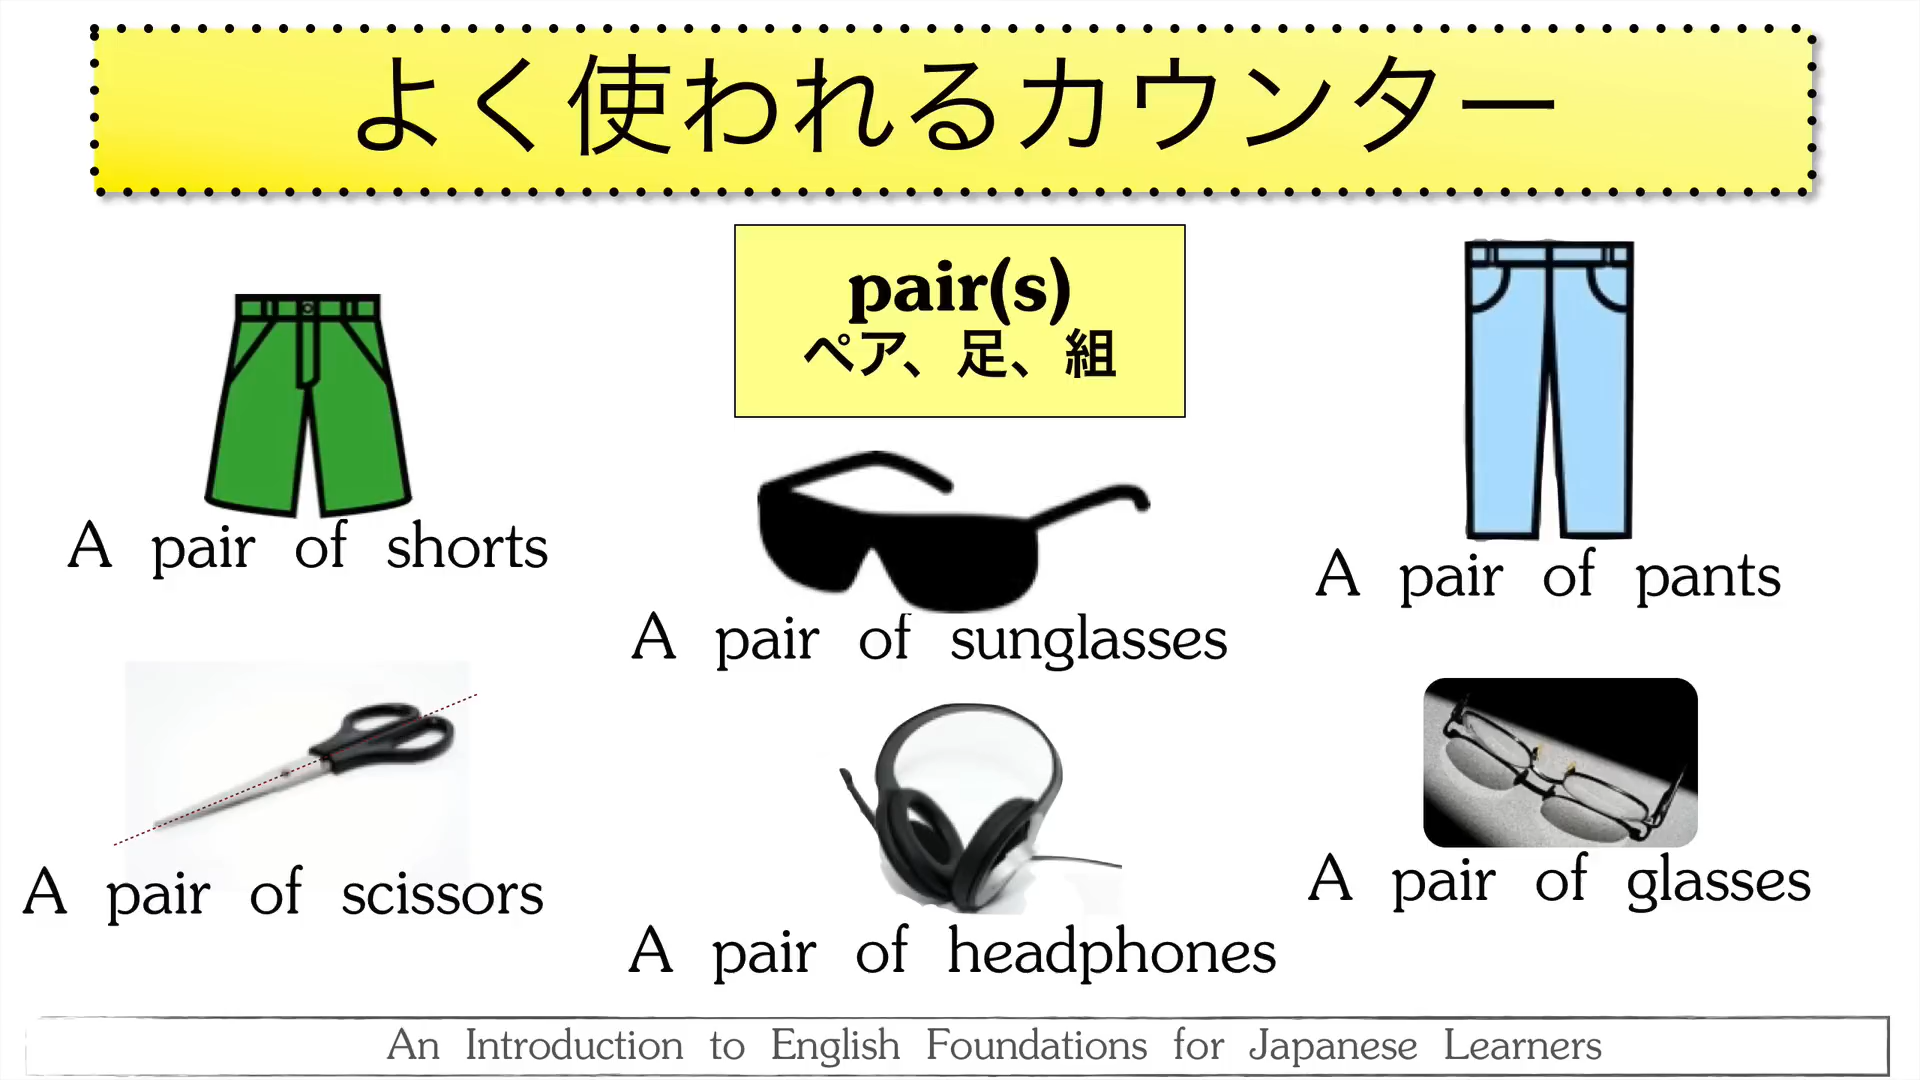 よく使われるカウンター
pair(s)
ペア、足、組
A pair of shorts
A pair of sunglasses
A pair of pants
A pair of scissors
A pair of headphones
A pair of glasses
An Introduction to English Foundations for Japanese Learners